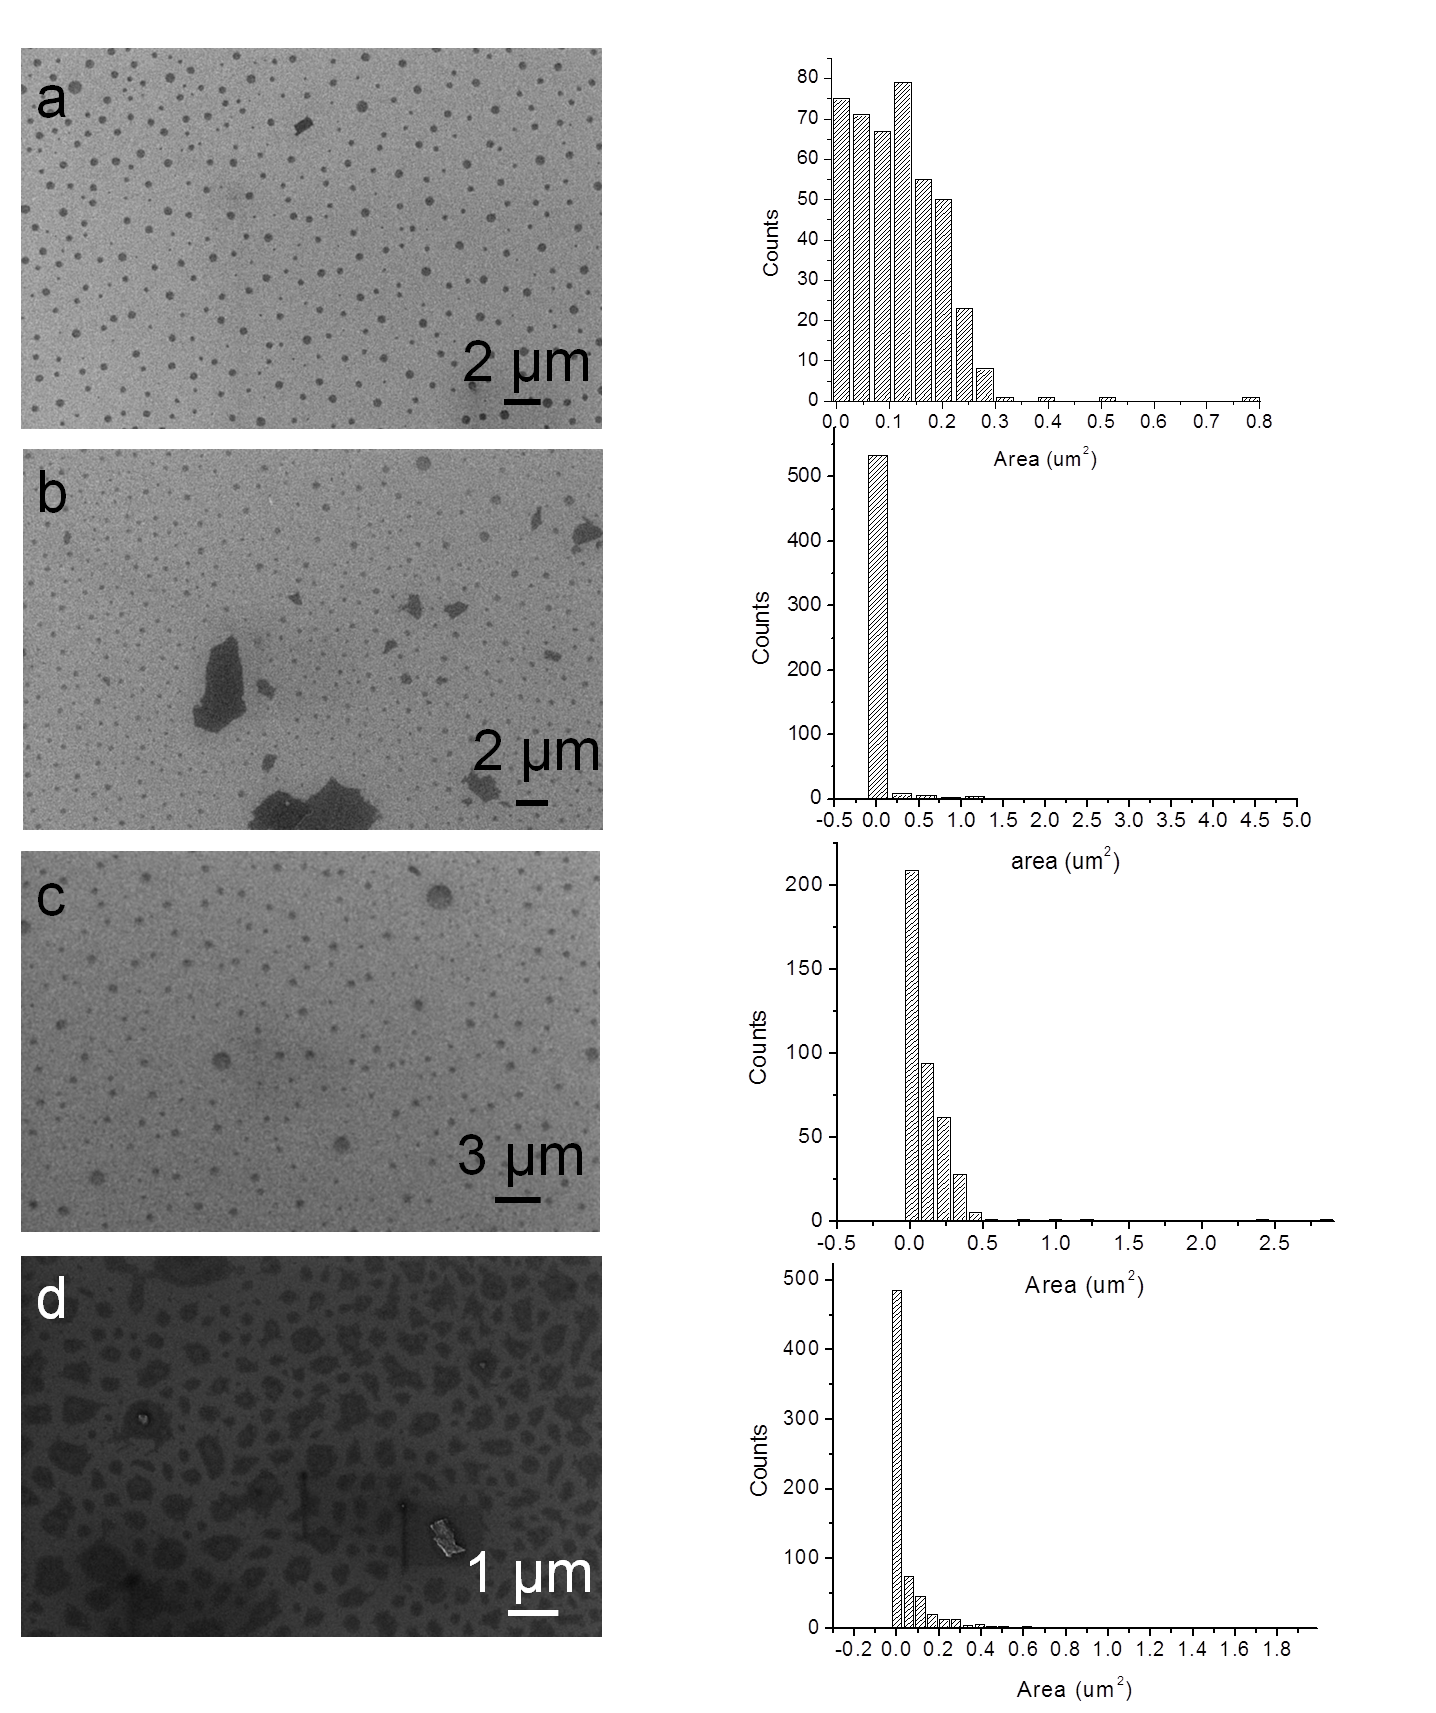 a
2 µm
80
70
60
50
40
30
20
10
0
Counts
0.0 0.1 0.2 0.3 0.4 0.5 0.6 0.7 0.8
Area (um²)
b
2 µm
500
400
300
200
100
0
Counts
-0.5 0.0 0.5 1.0 1.5 2.0 2.5 3.0 3.5 4.0 4.5 5.0
area (um²)
c
3 µm
200
150
100
50
0
Counts
-0.5 0.0 0.5 1.0 1.5 2.0 2.5
Area (um²)
d
1 µm
500
400
300
200
100
0
Counts
-0.2 0.0 0.2 0.4 0.6 0.8 1.0 1.2 1.4 1.6 1.8
Area (um²)